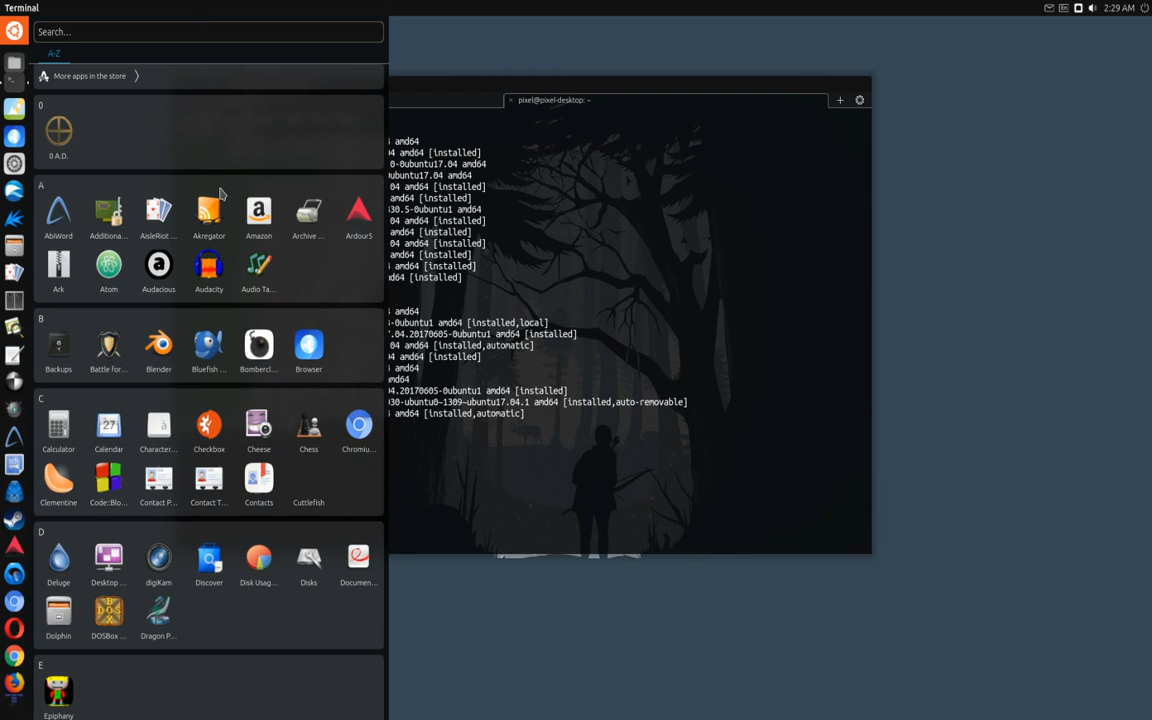 Terminal
En
2:29 AM
Search...
A-Z
More apps in the store
0
0 A.D.
A
AbiWord
Additiona...
AisleRiot ...
Akregator
Amazon
Archive ...
Ardour5
Ark
Atom
Audacious
Audacity
Audio Ta...
B
Backups
Battle for...
Blender
Bluefish ...
Bombercl...
Browser
C
Calculator
Calendar
Character...
Checkbox
Cheese
Chess
Chromiu...
Clementine
Code::Blo...
Contact P...
Contact T...
Contacts
Cuttlefish
D
Deluge
Desktop ...
digiKam
Discover
Disk Usag...
Disks
Documen...
Dolphin
DOSBox ...
Dragon P...
E
Epiphany
pixel@pixel-desktop: ~
amd64
04 amd64 [installed]
0-0ubuntu17.04 amd64
ubuntu17.04 amd64
04 amd64 [installed]
amd64 [installed]
30.5-0ubuntu1 amd64
04 amd64 [installed]
amd64 [installed]
04 amd64 [installed]
amd64 [installed]
amd64 [installed]
d64 [installed]
amd64
-0ubuntu1 amd64 [installed,local]
.04.20170605-0ubuntu1 amd64 [installed]
04 amd64 [installed,automatic]
04 amd64 [installed]
amd64
amd64
04.20170605-0ubuntu1 amd64 [installed]
030-ubuntu0~1309~ubuntu17.04.1 amd64 [installed,auto-removable]
amd64 [installed,automatic]